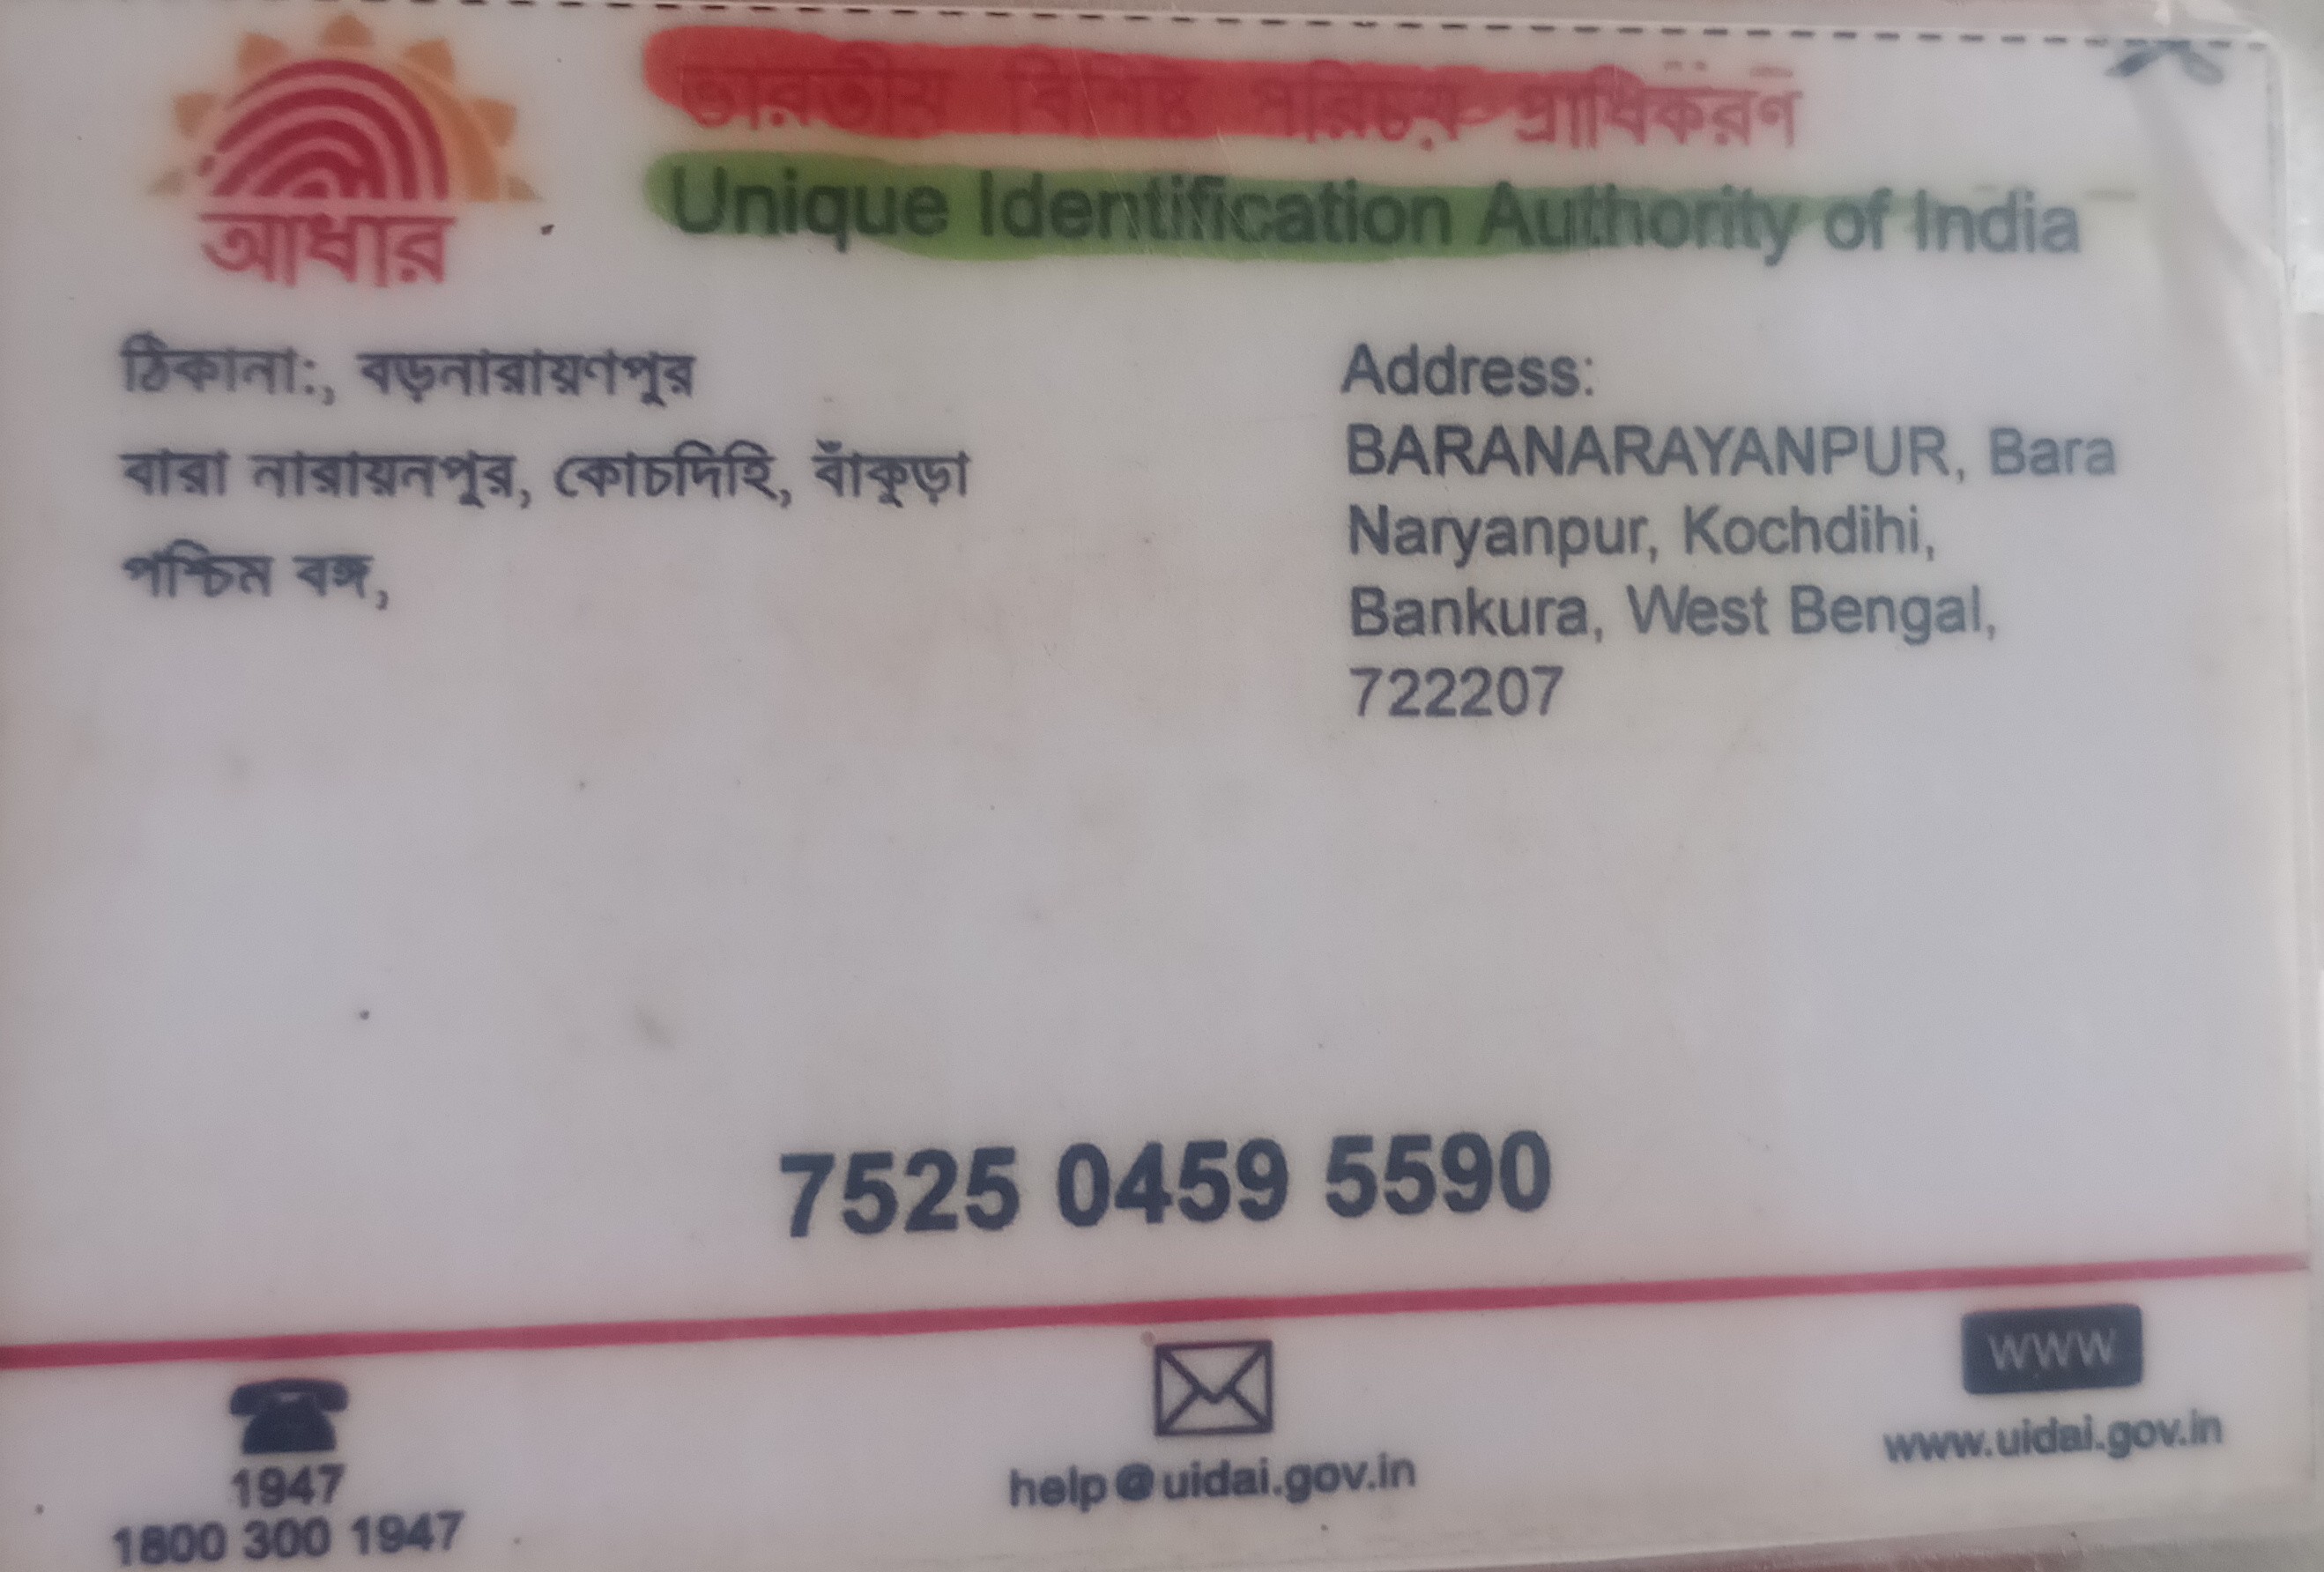 ভারতীয় বিশিষ্ট পরিচয় প্রাধিকরণ
Unique Identification Authority of India
আধার
ঠিকানা:, বড়নারায়ণপুর
বারা নারায়নপুর, কোচদিহি, বাঁকুড়া
পশ্চিম বঙ্গ,
Address:
BARANARAYANPUR, Bara
Naryanpur, Kochdihi,
Bankura, West Bengal,
722207
7525 0459 5590
1947
1800 300 1947
help@uidai.gov.in
www
www.uidai.gov.in